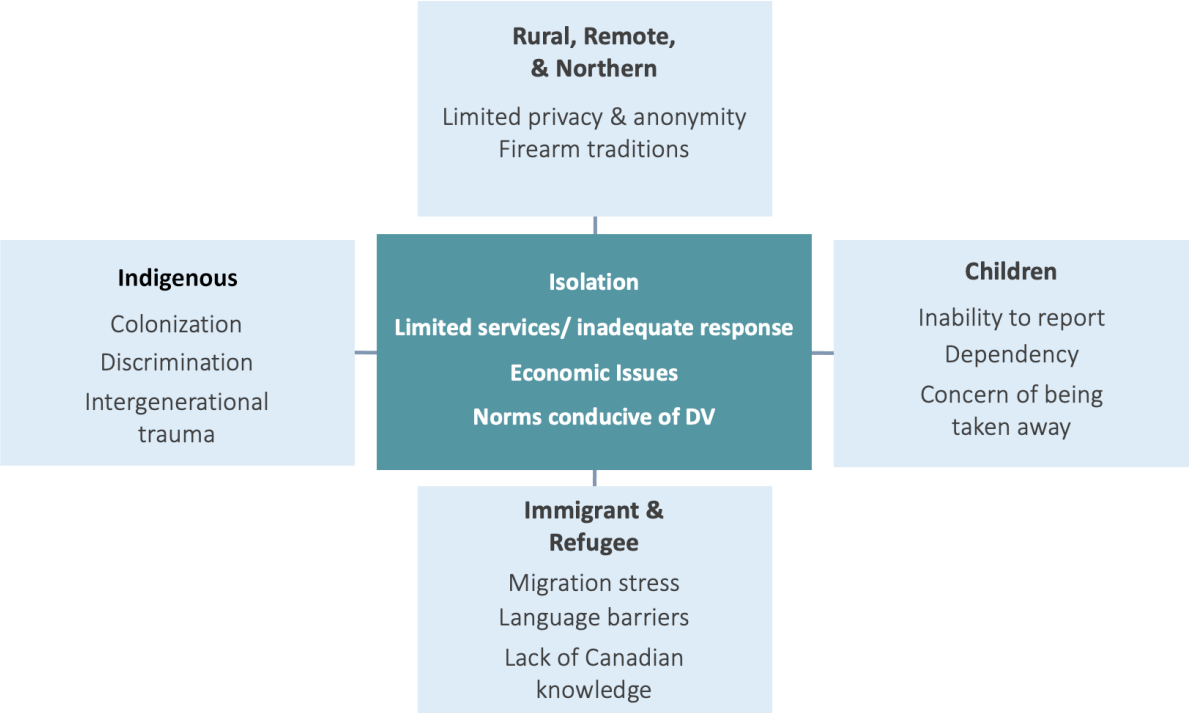 Rural, Remote,
& Northern
Limited privacy & anonymity
Firearm traditions
Indigenous
Colonization
Discrimination
Intergenerational
trauma
Isolation
Limited services/ inadequate response
Economic Issues
Norms conducive of DV
Children
Inability to report
Dependency
Concern of being
taken away
Immigrant &
Refugee
Migration stress
Language barriers
Lack of Canadian
knowledge